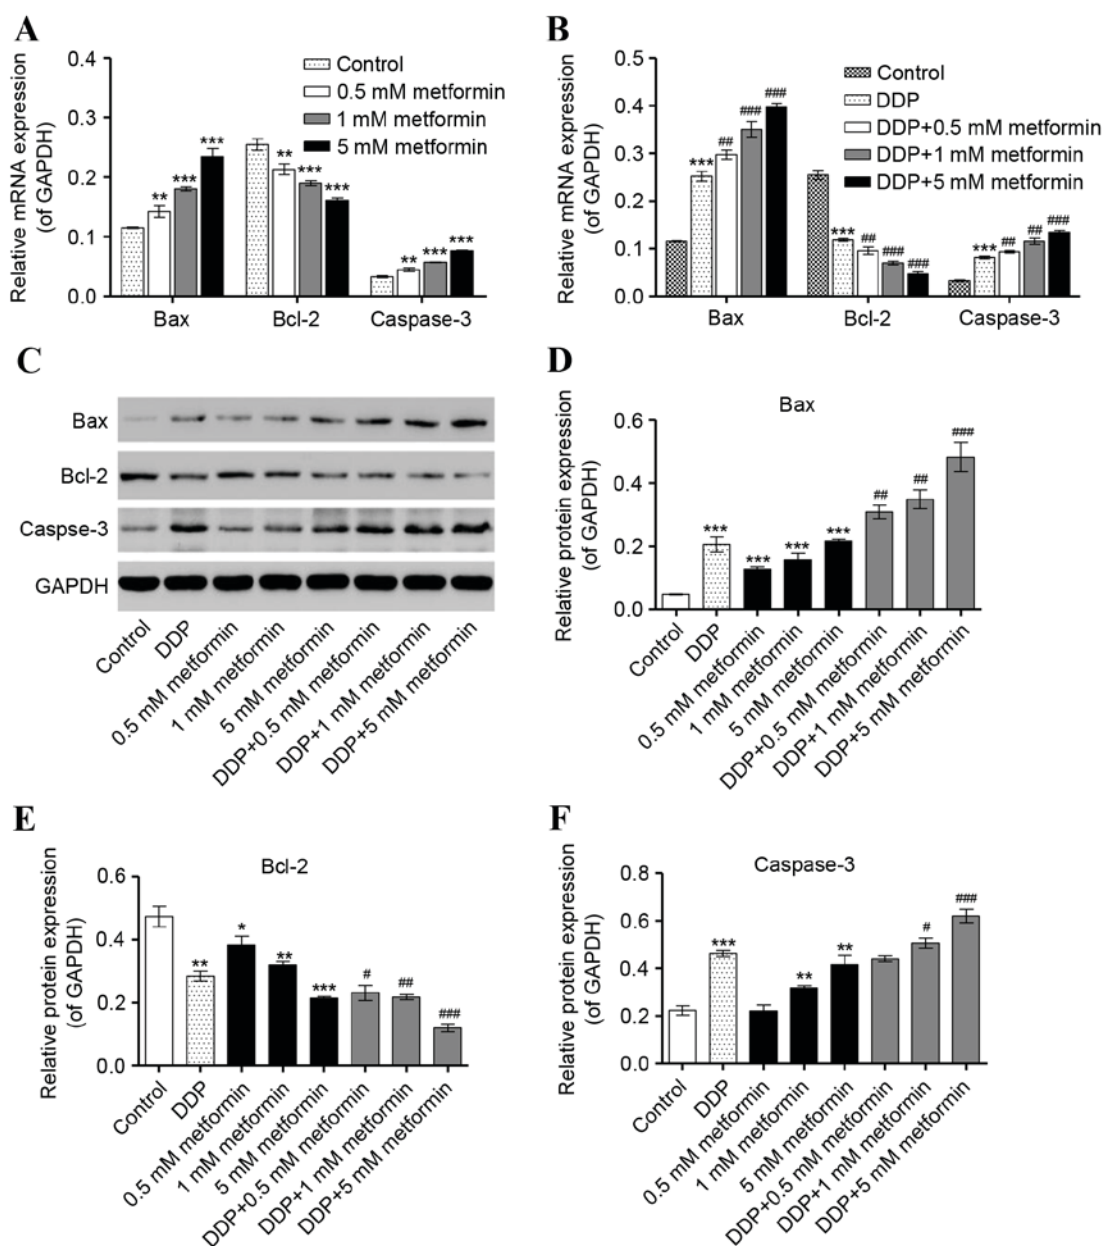 A
Relative mRNA expression
(of GAPDH)
0.4
0.3
0.2
0.1
0.0
Control
0.5 mM metformin
1 mM metformin
5 mM metformin
** *** ***
** *** ***
** *** ***
Bax Bcl-2 Caspase-3
B
Relative mRNA expression
(of GAPDH)
0.5
0.4
0.3
0.2
0.1
0.0
Control
DDP
DDP+0.5 mM metformin
DDP+1 mM metformin
DDP+5 mM metformin
*** ## ### ###
*** ## ### ###
*** ## ## ###
Bax Bcl-2 Caspase-3
C
Bax
Bcl-2
Caspse-3
GAPDH
Control
DDP
0.5 mM metformin
1 mM metformin
5 mM metformin
DDP+0.5 mM metformin
DDP+1 mM metformin
DDP+5 mM metformin
D
Bax
Relative protein expression
(of GAPDH)
0.6
0.4
0.2
0.0
*** *** *** *** ## ## ###
Control
DDP
0.5 mM metformin
1 mM metformin
5 mM metformin
DDP+0.5 mM metformin
DDP+1 mM metformin
DDP+5 mM metformin
E
Bcl-2
Relative protein expression
(of GAPDH)
0.6
0.4
0.2
0.0
** * ** *** # ## ###
Control
DDP
0.5 mM metformin
1 mM metformin
5 mM metformin
DDP+0.5 mM metformin
DDP+1 mM metformin
DDP+5 mM metformin
F
Caspase-3
Relative protein expression
(of GAPDH)
0.8
0.6
0.4
0.2
0.0
*** ** ** # ###
Control
DDP
0.5 mM metformin
1 mM metformin
5 mM metformin
DDP+0.5 mM metformin
DDP+1 mM metformin
DDP+5 mM metformin